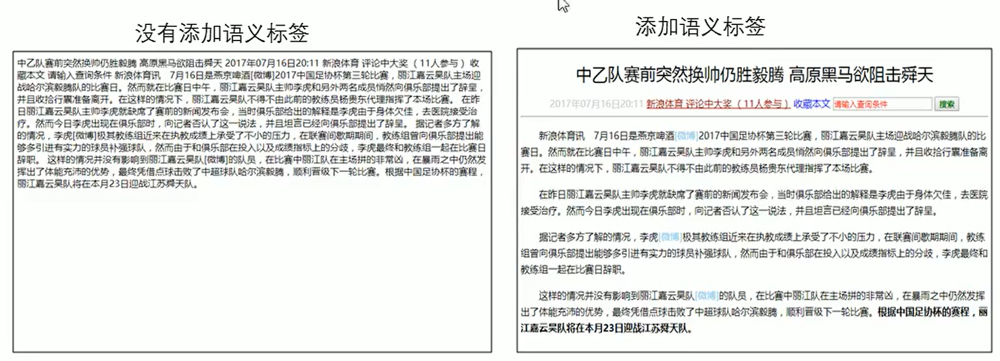 没有添加语义标签
中乙队赛前突然换帅仍胜毅腾 高原黑马欲阻击舜天 2017年07月16日20:11 新浪体育 评论中大奖 （ 11人参与 ） 收
藏本文 请输入查询条件 新浪体育讯　7月16日是燕京啤酒[微博]2017中国足协杯第三轮比赛，丽江嘉云昊队主场迎
战哈尔滨毅腾队的比赛日。然而就在比赛日中午，丽江嘉云昊队主帅李虎和另外两名成员悄然向俱乐部提出了辞呈，
并且收拾行囊准备离开。在这样的情况下，丽江嘉云昊队不得不由此前的教练员杨贵东代理指挥了本场比赛。 在昨
日丽江嘉云昊队主帅李虎就缺席了赛前的新闻发布会，当时俱乐部给出的解释是李虎由于身体欠佳，去医院接受治
疗。然而今日李虎出现在俱乐部时，向记者否认了这一说法，并且坦言已经向俱乐部提出了辞呈。 据记者多方了解
的情况，李虎[微博]极其教练组近来在执教成绩上承受了不小的压力，在联赛间歇期期间，教练组曾向俱乐部提出能
够多引进有实力的球员补强球队，然而由于和俱乐部在投入以及成绩指标上的分歧，李虎最终和教练组一起在比赛日
辞职。 这样的情况并没有影响到丽江嘉云昊队[微博]的队员，在比赛中丽江队在主场拼的非常凶，在暴雨之中仍然发
挥出了体能充沛的优势，最终凭借点球击败了中超球队哈尔滨毅腾，顺利晋级下一轮比赛。根据中国足协杯的赛程，
丽江嘉云昊队将在本月23日迎战江苏舜天队。
添加语义标签
中乙队赛前突然换帅仍胜毅腾 高原黑马欲阻击舜天
2017年07月16日20:11 新浪体育 评论中大奖 （ 11人参与 ） 收藏本文 请输入查询条件 搜索
新浪体育讯　7月16日是燕京啤酒[微博]2017中国足协杯第三轮比赛，丽江嘉云昊队主场迎战哈尔滨毅腾队的比
赛日。然而就在比赛日中午，丽江嘉云昊队主帅李虎和另外两名成员悄然向俱乐部提出了辞呈，并且收拾行囊准备离
开。在这样的情况下，丽江嘉云昊队不得不由此前的教练员杨贵东代理指挥了本场比赛。
在昨日丽江嘉云昊队主帅李虎就缺席了赛前的新闻发布会，当时俱乐部给出的解释是李虎由于身体欠佳，去医院
接受治疗。然而今日李虎出现在俱乐部时，向记者否认了这一说法，并且坦言已经向俱乐部提出了辞呈。
据记者多方了解的情况，李虎[微博]极其教练组近来在执教成绩上承受了不小的压力，在联赛间歇期期间，教练
组曾向俱乐部提出能够多引进有实力的球员补强球队，然而由于和俱乐部在投入以及成绩指标上的分歧，李虎最终和
教练组一起在比赛日辞职。
这样的情况并没有影响到丽江嘉云昊队[微博]的队员，在比赛中丽江队在主场拼的非常凶，在暴雨之中仍然发挥
出了体能充沛的优势，最终凭借点球击败了中超球队哈尔滨毅腾，顺利晋级下一轮比赛。根据中国足协杯的赛程，丽
江嘉云昊队将在本月23日迎战江苏舜天队。